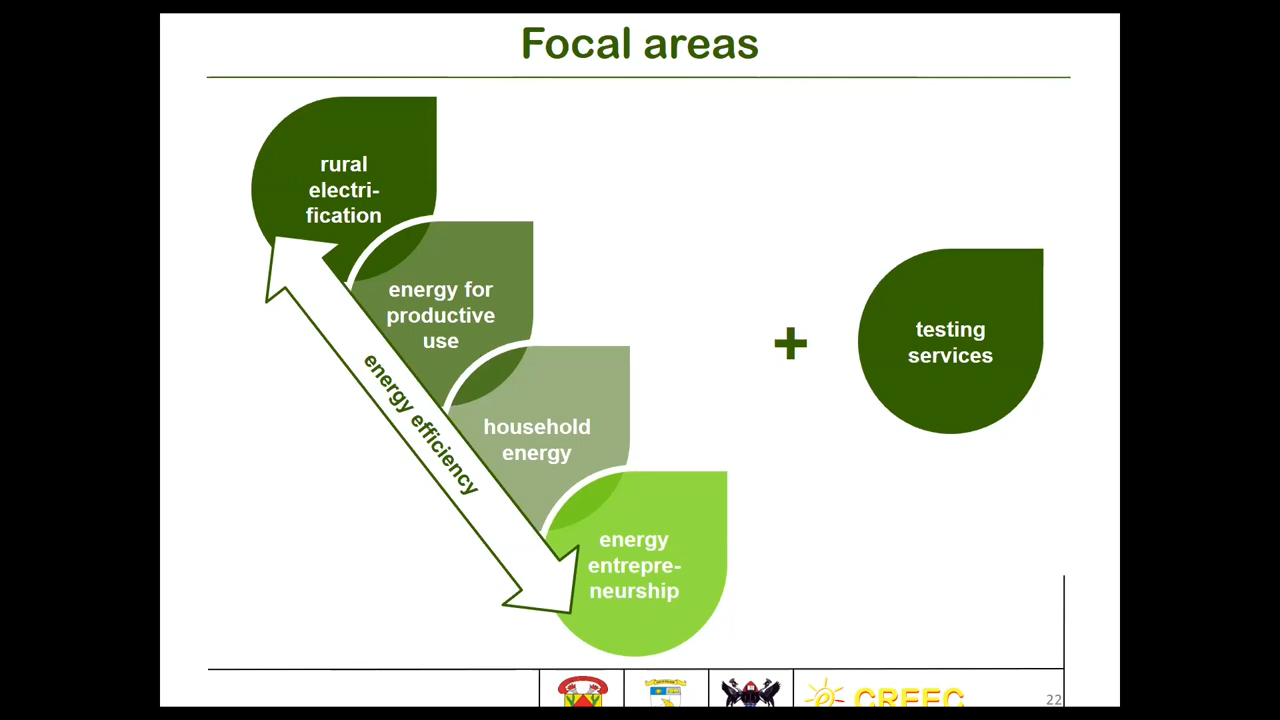 Focal areas
rural
electri-
fication
energy for
productive
use
household
energy
energy
entrepre-
neurship
energy efficiency
+
testing
services
CREEC
22